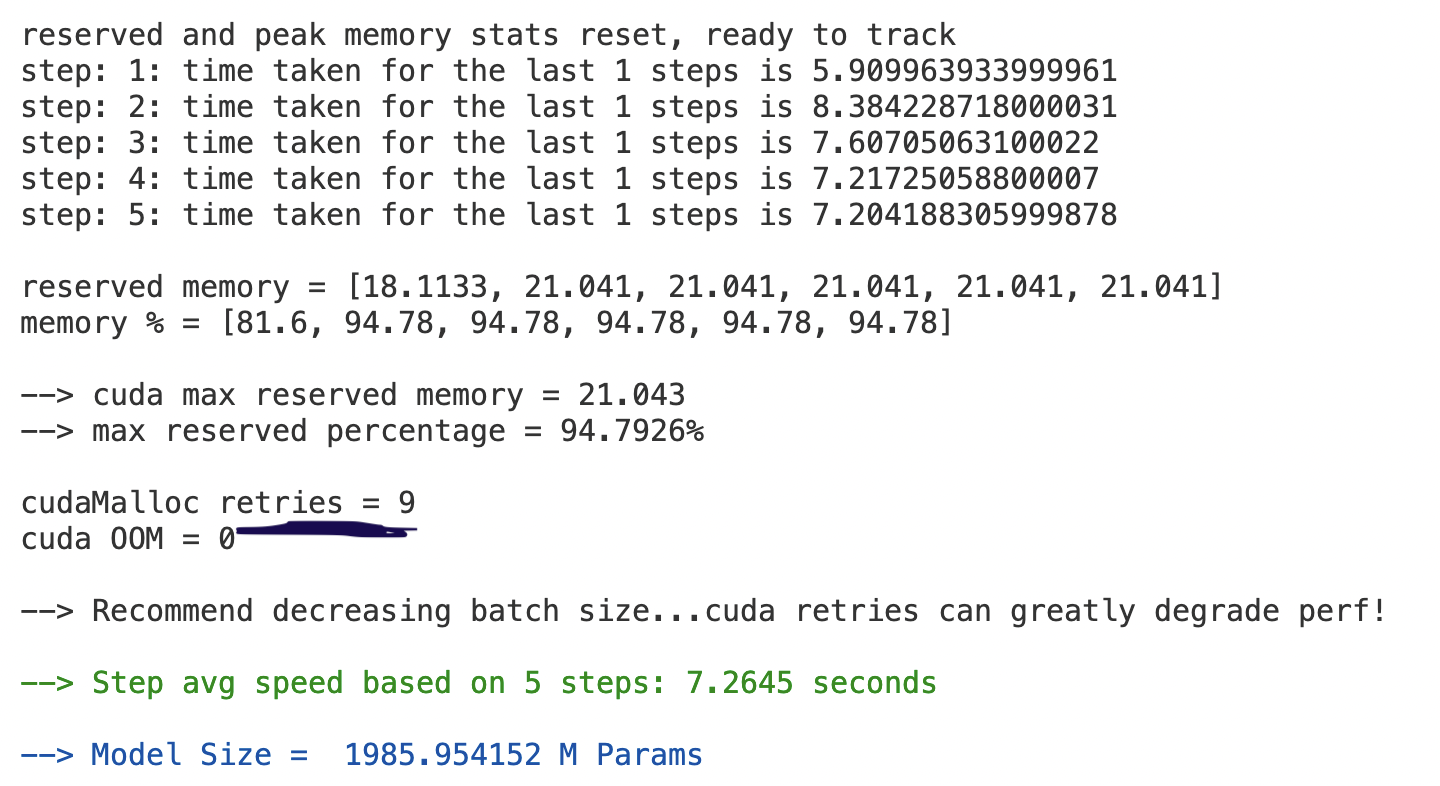 reserved and peak memory stats reset, ready to track
step: 1: time taken for the last 1 steps is 5.909963933999961
step: 2: time taken for the last 1 steps is 8.384228718000031
step: 3: time taken for the last 1 steps is 7.60705063100022
step: 4: time taken for the last 1 steps is 7.21725058800007
step: 5: time taken for the last 1 steps is 7.204188305999878
reserved memory = [18.1133, 21.041, 21.041, 21.041, 21.041, 21.041]
memory % = [81.6, 94.78, 94.78, 94.78, 94.78, 94.78]
--> cuda max reserved memory = 21.043
--> max reserved percentage = 94.7926%
cudaMalloc retries = 9
cuda OOM = 0
--> Recommend decreasing batch size...cuda retries can greatly degrade perf!
--> Step avg speed based on 5 steps: 7.2645 seconds
--> Model Size =  1985.954152 M Params